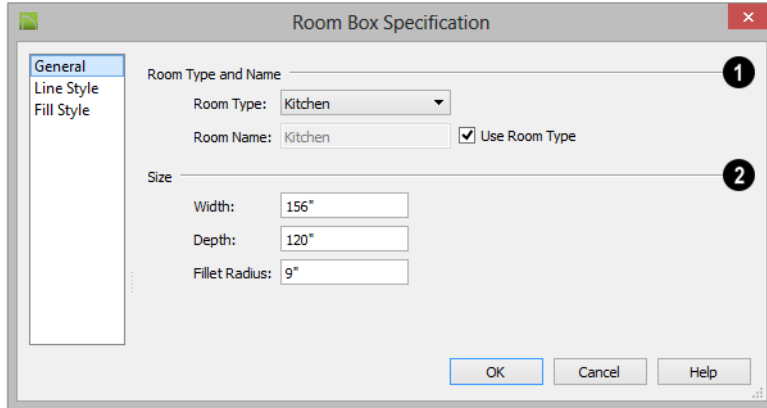 Room Box Specification
×
General
Line Style
Fill Style
Room Type and Name
1
Room Type: Kitchen
Room Name: Kitchen Use Room Type
Size
2
Width: 156"
Depth: 120"
Fillet Radius: 9"
OK Cancel Help